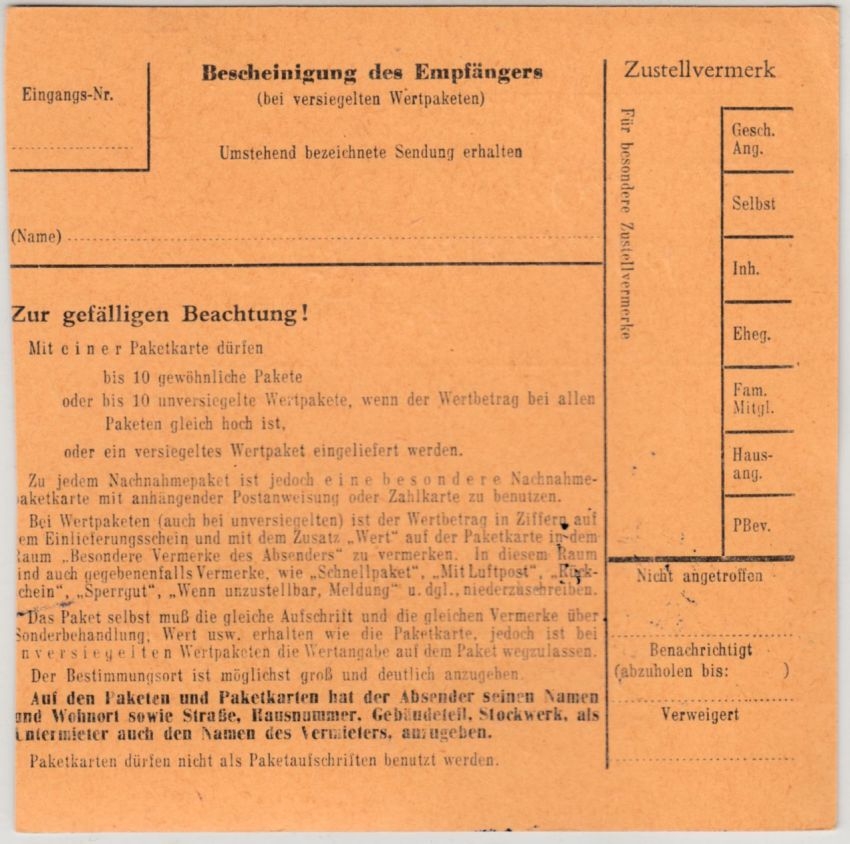 Eingangs-Nr.
Bescheinigung des Empfängers
(bei versiegelten Wertpaketen)
Umstehend bezeichnete Sendung erhalten
(Name)
Zur gefälligen Beachtung!
Mit einer Paketkarte dürfen
bis 10 gewöhnliche Pakete
oder bis 10 unversiegelte Wertpakete, wenn der Wertbetrag bei allen
Paketen gleich hoch ist,
oder ein versiegeltes Wertpaket eingeliefert werden.
Zu jedem Nachnahmepaket ist jedoch eine besondere Nachnahme-
paketkarte mit anhängender Postanweisung oder Zahlkarte zu benutzen.
Bei Wertpaketen (auch bei unversiegelten) ist der Wertbetrag in Ziffern auf
em Einlieferungsschein und mit dem Zusatz „Wert" auf der Paketkarte in dem
Raum „Besondere Vermerke des Absenders" zu vermerken. In diesem Raum
ind auch gegebenenfalls Vermerke, wie „Schnellpaket", „Mit Luftpost", „Rück-
chein", „Sperrgut", „Wenn unzustellbar, Meldung" u. dgl., niederzuschreiben.
Das Paket selbst muß die gleiche Aufschrift und die gleichen Vermerke über
Sonderbehandlung, Wert usw. erhalten wie die Paketkarte, jedoch ist bei
nversiegelten Wertpaketen die Wertangabe auf dem Paket wegzulassen.
Der Bestimmungsort ist möglichst groß und deutlich anzugeben.
Auf den Paketen und Paketkarten hat der Absender seinen Namen
und Wohnort sowie Straße, Hausnummer, Gebäudeteil, Stockwerk, als
Untermieter auch den Namen des Vermieters, anzugeben.
Paketkarten dürfen nicht als Paketaufschriften benutzt werden.
Zustellvermerk
Für besondere Zustellvermerke
Gesch.
Ang.
Selbst
Inh.
Eheg.
Fam.
Mitgl.
Haus-
ang.
PBev.
Nicht angetroffen
Benachrichtigt
(abzuholen bis: )
Verweigert